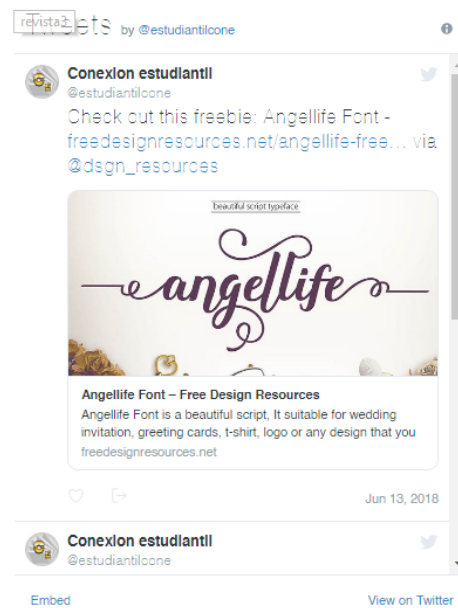 revista3
Tweets by @estudiantilcone
Conexion estudiantil
@estudiantilcone
Check out this freebie: Angellife Font -
freedesignresources.net/angellife-free… via
@dsgn_resources
beautiful script typeface
angellife
Angellife Font – Free Design Resources
Angellife Font is a beautiful script, It suitable for wedding
invitation, greeting cards, t-shirt, logo or any design that you
freedesignresources.net
Jun 13, 2018
Conexion estudiantil
@estudiantilcone
Embed
View on Twitter